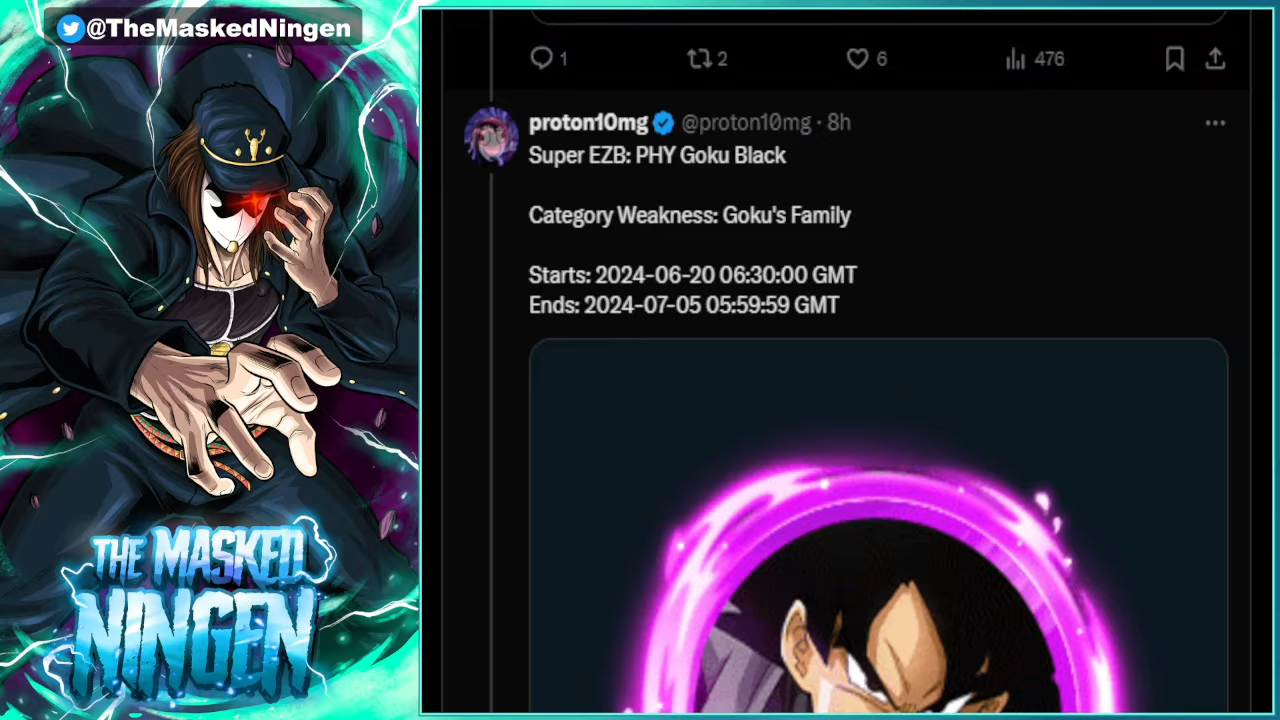 @TheMaskedNingen
THE MASKED
NINGEN
1
2
6
476
proton10mg @proton10mg · 8h
Super EZB: PHY Goku Black
Category Weakness: Goku's Family
Starts: 2024-06-20 06:30:00 GMT
Ends: 2024-07-05 05:59:59 GMT